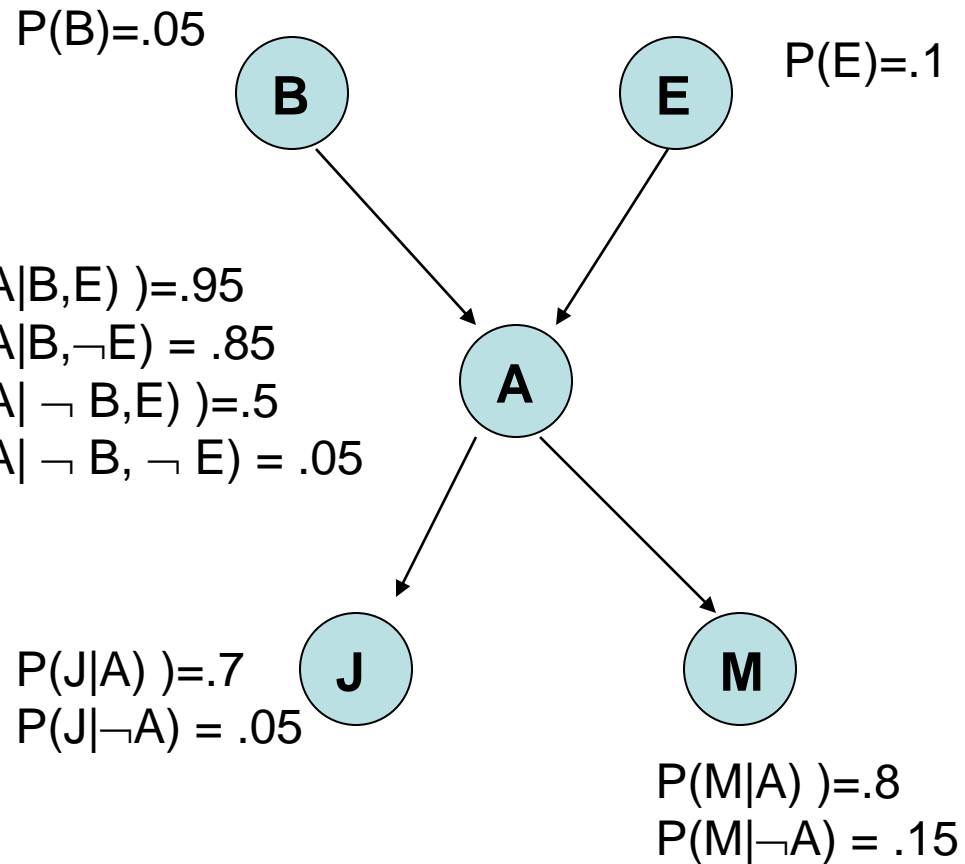 P(B)=.05
B
E
P(E)=.1
A|B,E) )=.95
A|B,¬E) = .85
A| ¬ B,E) )=.5
A| ¬ B, ¬ E) = .05
A
P(J|A) )=.7
P(J|¬A) = .05
J
M
P(M|A) )=.8
P(M|¬A) = .15